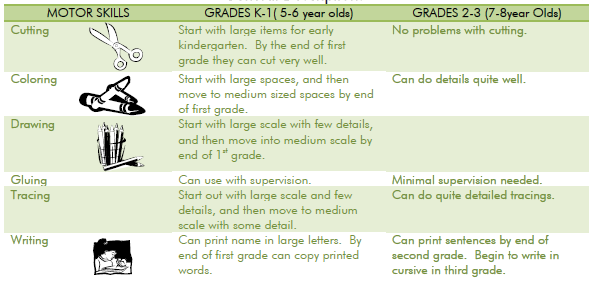 MOTOR SKILLS GRADES K-1 ( 5-6 year olds) GRADES 2-3 (7-8year Olds)
Cutting Start with large items for early No problems with cutting.
kindergarten. By the end of first
grade they can cut very well.
Coloring Start with large spaces, and then Can do details quite well.
move to medium sized spaces by end
of first grade.
Drawing Start with large scale with few details,
and then move into medium scale by
end of 1st grade.
Gluing Can use with supervision. Minimal supervision needed.
Tracing Start out with large scale and few Can do quite detailed tracings.
details, and then move to medium
scale with some detail.
Writing Can print name in large letters. By Can print sentences by end of
end of first grade can copy printed second grade. Begin to write in
words. cursive in third grade.